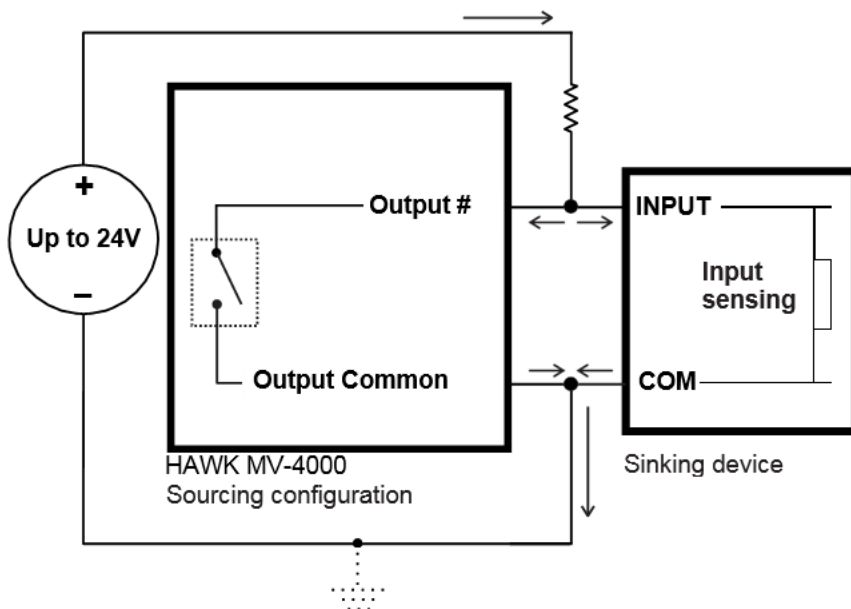 +
Up to 24V
−
Output #
Output Common
INPUT
Input
sensing
COM
HAWK MV-4000
Sourcing configuration
Sinking device